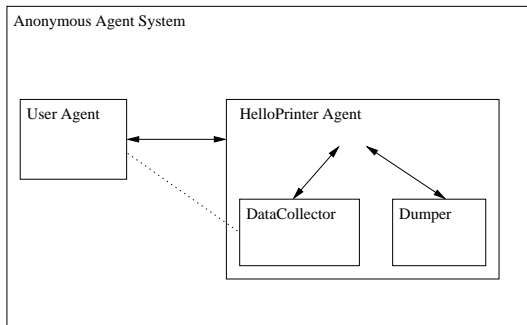 Anonymous Agent System
User Agent
HelloPrinter Agent
DataCollector
Dumper